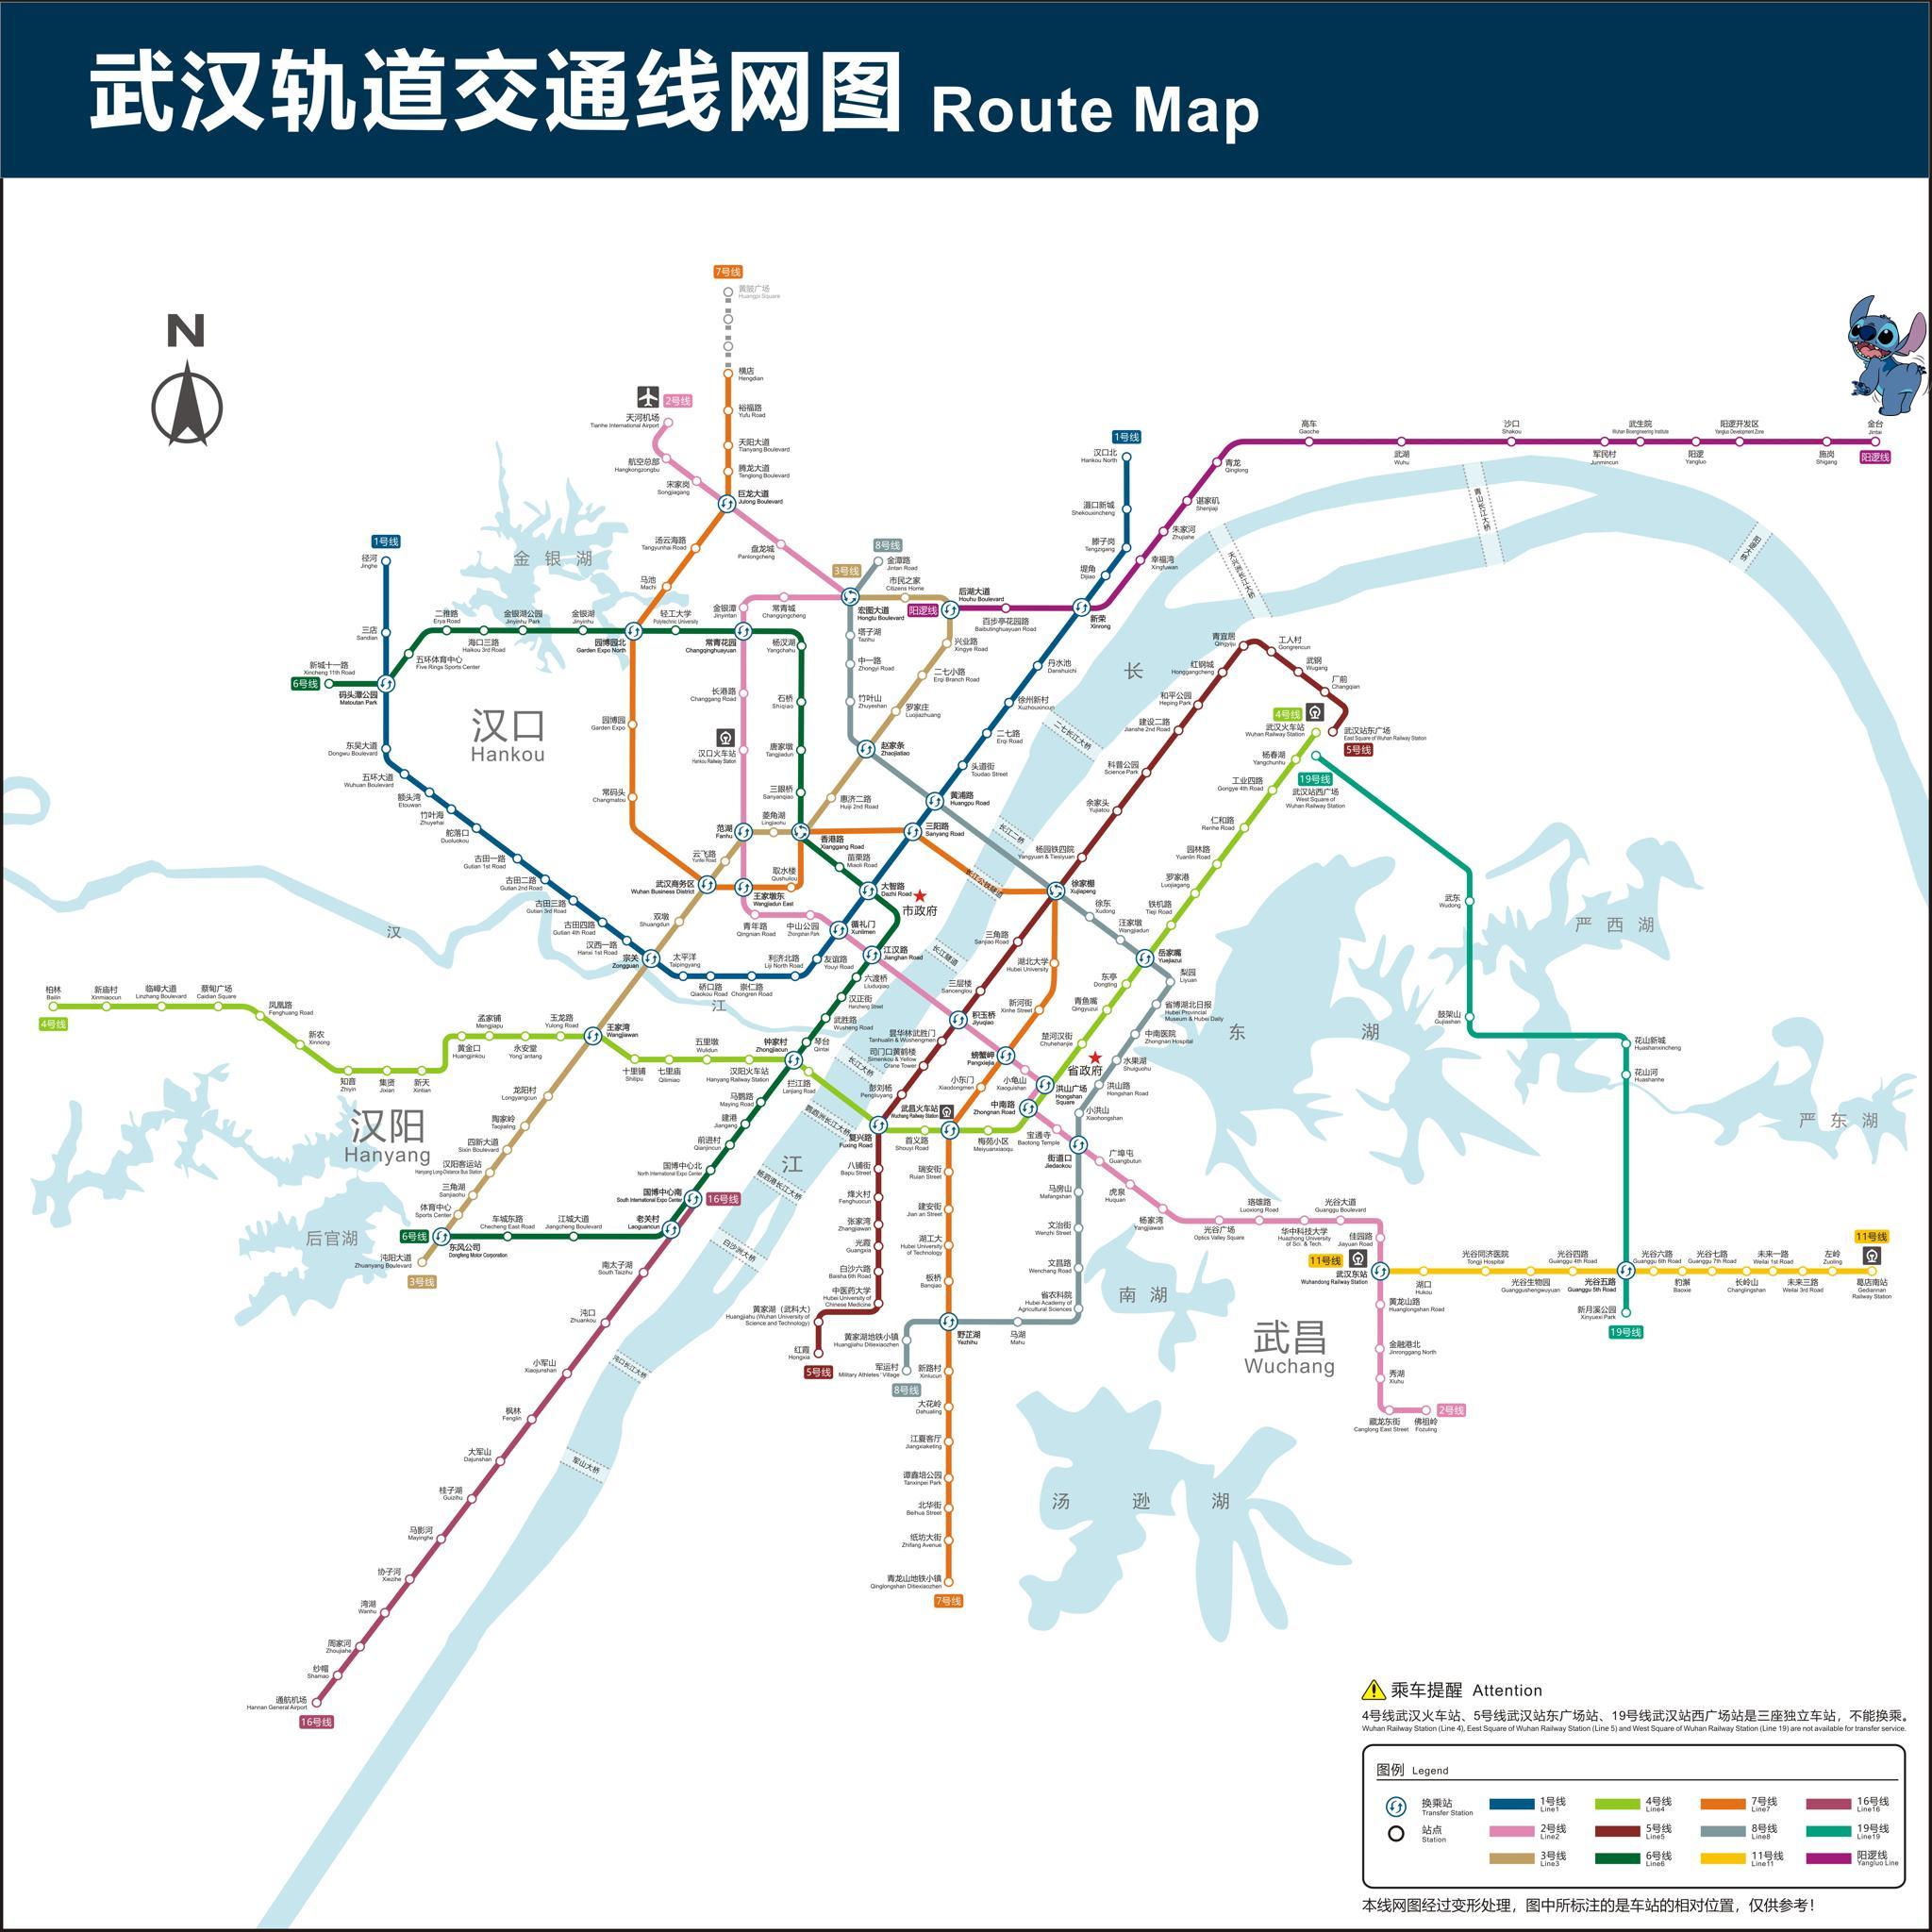 武汉轨道交通线网图 Route Map
N
7号线
黄陂广场
Huangpi Square
横店
Hengdian
裕福路
Yufu Road
天阳大道
Tianyang Boulevard
腾龙大道
Tenglong Boulevard
巨龙大道
Julong Boulevard
2号线
天河机场
Tianhe International Airport
航空总部
Hangkongzongbu
宋家岗
Songjiagang
盘龙城
Panlongcheng
汤云海路
Tangyunhai Road
马池
Machi
1号线
汉口北
Hankou North
滠口新城
Shekouxincheng
滕子岗
Tengzigang
堤角
Dijiao
新荣
Xinrong
高车
Gaoche
武湖
Wuhu
沙口
Shakou
军民村
Junmincun
武生院
Wuhan Bioengineering Institute
阳逻
Yangluo
阳逻开发区
Yangluo Development Zone
施岗
Shigang
金台
Jintai
阳逻线
青龙
Qinglong
谌家矶
Shenjiaji
朱家河
Zhujiahe
幸福湾
Xingfuwan
青山长江大桥
天兴洲长江大桥
阳逻大桥
1号线
径河
Jinghe
三店
Sandian
金银湖
8号线
金潭路
Jintan Road
3号线
市民之家
Citizens Home
宏图大道
Hongtu Boulevard
阳逻线
后湖大道
Houhu Boulevard
百步亭花园路
Baibutinghuayuan Road
金银潭
Jinyintan
常青城
Changqingcheng
二雅路
Erya Road
海口三路
Haikou 3rd Road
金银湖公园
Jinyinhu Park
金银湖
Jinyinhu
园博园北
Garden Expo North
轻工大学
Polytechnic University
常青花园
Changqinghuayuan
杨汊湖
Yangchahu
五环体育中心
Five Rings Sports Center
新城十一路
Xincheng 11th Road
6号线
码头潭公园
Matoutan Park
塔子湖
Tazihu
中一路
Zhongyi Road
竹叶山
Zhuyeshan
兴业路
Xingye Road
二七小路
Erqi Branch Road
罗家庄
Luojiazhuang
赵家条
Zhaojiatiao
丹水池
Danshuichi
徐州新村
Xuzhouxincun
二七路
Erqi Road
头道街
Toudao Street
黄浦路
Huangpu Road
长
二七长江大桥
青宜居
Qingyiju
工人村
Gongrencun
武钢
Wugang
厂前
Changqian
红钢城
Honggangcheng
和平公园
Heping Park
建设二路
Jianshe 2nd Road
科普公园
Science Park
余家头
Yujiatou
杨园铁四院
Yangyuan & Tiesiyuan
4号线
武汉火车站
Wuhan Railway Station
武汉站东广场
East Square of Wuhan Railway Station
5号线
杨春湖
Yangchunhu
19号线
武汉站西广场
West Square of
Wuhan Railway Station
工业四路
Gongye 4th Road
仁和路
Renhe Road
园林路
Yuanlin Road
罗家港
Luojiagang
铁机路
Tieji Road
汉口
Hankou
长港路
Changgang Road
石桥
Shiqiao
园博园
Garden Expo
汉口火车站
Hankou Railway Station
唐家墩
Tangjiadun
常码头
Changmatou
三眼桥
Sanyanqiao
惠济二路
Huiji 2nd Road
范湖
Fanhu
菱角湖
Lingjiaohu
香港路
Xianggang Road
三阳路
Sanyang Road
长江二桥
长江公铁隧道
东吴大道
Dongwu Boulevard
五环大道
Wuhuan Boulevard
额头湾
Etouwan
竹叶海
Zhuyehai
舵落口
Duoluokou
古田一路
Gutian 1st Road
古田二路
Gutian 2nd Road
古田三路
Gutian 3rd Road
古田四路
Gutian 4th Road
汉西一路
Hanxi 1st Road
宗关
Zongguan
云飞路
Yunfei Road
武汉商务区
Wuhan Business District
王家墩东
Wangjiadun East
取水楼
Qushuilou
苗栗路
Miaoli Road
大智路
Dazhi Road
市政府
双墩
Shuangdun
青年路
Qingnian Road
中山公园
Zhongshan Park
循礼门
Xunlimen
江汉路
Jianghan Road
太平洋
Taipingyang
硚口路
Qiaokou Road
崇仁路
Chongren Road
利济北路
Liji North Road
友谊路
Youyi Road
汉
江
六渡桥
Liuduqiao
汉正街
Hanzheng Street
武胜路
Wusheng Road
琴台
Qintai
长江隧道
徐家棚
Xujiapeng
徐东
Xudong
汪家墩
Wangjiadun
岳家嘴
Yuejiazui
三角路
Sanjiao Road
湖北大学
Hubei University
三层楼
Sancenglou
新河街
Xinhe Street
积玉桥
Jiyuqiao
东亭
Dongting
青鱼嘴
Qingyuzui
楚河汉街
Chuhehanjie
梨园
Liyuan
省博湖北日报
Hubei Provincial
Museum & Hubei Daily
中南医院
Zhongnan Hospital
水果湖
Shuiguohu
洪山路
Hongshan Road
小洪山
Xiaohongshan
省政府
东湖
武东
Wudong
鼓架山
Gujiashan
花山新城
Huashanxincheng
花山河
Huashanhe
严西湖
严东湖
柏林
Bailin
4号线
新庙村
Xinmiaocun
临嶂大道
Linzhang Boulevard
蔡甸广场
Caidian Square
凤凰路
Fenghuang Road
新农
Xinnong
知音
Zhiyin
集贤
Jixian
新天
Xintian
黄金口
Huangjinkou
孟家铺
Mengjiapu
永安堂
Yong`antang
玉龙路
Yulong Road
王家湾
Wangjiawan
十里铺
Shilipu
七里庙
Qilimiao
五里墩
Wulidun
汉阳火车站
Hanyang Railway Station
钟家村
Zhongjiacun
拦江路
Lanjiang Road
昙华林武胜门
Tanhualin & Wushengmen
司门口黄鹤楼
Simenkou & Yellow
Crane Tower
彭刘杨
Pengliuyang
长江大桥
鹦鹉洲长江大桥
螃蟹岬
Pangxiejia
小龟山
Xiaoguishan
洪山广场
Hongshan
Square
小东门
Xiaodongmen
中南路
Zhongnan Road
复兴路
Fuxing Road
首义路
Shouyi Road
武昌火车站
Wuchang Railway Station
梅苑小区
Meiyuanxiaoqu
宝通寺
Baotong Temple
街道口
Jiedaokou
广埠屯
Guangbutun
虎泉
Huquan
杨家湾
Yangjiawan
光谷广场
Optics Valley Square
珞雄路
Luoxiong Road
华中科技大学
Huazhong University
of Sci. & Tech.
光谷大道
Guanggu Boulevard
佳园路
Jiayuan Road
11号线
武汉东站
Wuhandong Railway Station
湖口
Hukou
光谷同济医院
Tongji Hospital
光谷生物园
Guanggushengwuyuan
光谷四路
Guanggu 4th Road
光谷五路
Guanggu 5th Road
光谷六路
Guanggu 6th Road
豹澥
Baoxie
光谷七路
Guanggu 7th Road
长岭山
Changlingshan
未来一路
Weilai 1st Road
未来三路
Weilai 3rd Road
左岭
Zuoling
11号线
葛店南站
Gediannan
Railway Station
新月溪公园
Xinyuexi Park
19号线
黄龙山路
Huanglongshan Road
金融港北
Jinronggang North
秀湖
Xiuhu
藏龙东街
Canglong East Street
佛祖岭
Fozuling
2号线
汉阳
Hanyang
龙阳村
Longyangcun
陶家岭
Taojialing
四新大道
Sixin Boulevard
汉阳客运站
Hanyang Long-Distance Bus Station
三角湖
Sanjiaohu
体育中心
Sports Center
6号线
东风公司
Dongfeng Motor Corporation
沌阳大道
Zhuanyang Boulevard
3号线
后官湖
车城东路
Checheng East Road
江城大道
Jiangcheng Boulevard
老关村
Laoguancun
马鹦路
Maying Road
建港
Jiangang
前进村
Qianjincun
国博中心北
North International Expo Center
国博中心南
South International Expo Center
16号线
江
杨泗港长江大桥
白沙洲大桥
沌口长江大桥
军山大桥
南太子湖
South Taizihu
沌口
Zhuankou
小军山
Xiaojunshan
枫林
Fenglin
大军山
Dajunshan
桂子湖
Guizihu
马影河
Mayinghe
协子河
Xiezihe
湾湖
Wanhu
周家河
Zhoujiahe
纱帽
Shamao
通航机场
Hannan General Airport
16号线
八铺街
Bapu Street
烽火村
Fenghuocun
张家湾
Zhangjiawan
光霞
Guangxia
白沙六路
Baisha 6th Road
中医药大学
Hubei University of
Chinese Medicine
黄家湖（武科大）
Huangjiahu (Wuhan University of
Science and Technology)
红霞
Hongxia
5号线
瑞安街
Ruian Street
建安街
Jian an Street
湖工大
Hubei University
of Technology
板桥
Banqiao
野芷湖
Yezhihu
黄家湖地铁小镇
Huangjiahu Ditiexiaozhen
军运村
Military Athletes' Village
8号线
马湖
Mahu
马房山
Mafangshan
文治街
Wenzhi Street
文昌路
Wenchang Road
省农科院
Hubei Academy of
Agricultural Sciences
新路村
Xinlucun
大花岭
Dahualing
江夏客厅
Jiangxiaketing
谭鑫培公园
Tanxinpei Park
北华街
Beihua Street
纸坊大街
Zhifang Avenue
青龙山地铁小镇
Qinglongshan Ditiexiaozhen
7号线
南湖
武昌
Wuchang
汤逊湖
乘车提醒 Attention
4号线武汉火车站、5号线武汉站东广场站、19号线武汉站西广场站是三座独立车站，不能换乘。
Wuhan Railway Station (Line 4), East Square of Wuhan Railway Station (Line 5) and West Square of Wuhan Railway Station (Line 19) are not available for transfer service.
图例 Legend
换乘站
Transfer Station
站点
Station
1号线
Line1
2号线
Line2
3号线
Line3
4号线
Line4
5号线
Line5
6号线
Line6
7号线
Line7
8号线
Line8
11号线
Line11
16号线
Line16
19号线
Line19
阳逻线
Yangluo Line
本线网图经过变形处理，图中所标注的是车站的相对位置，仅供参考！